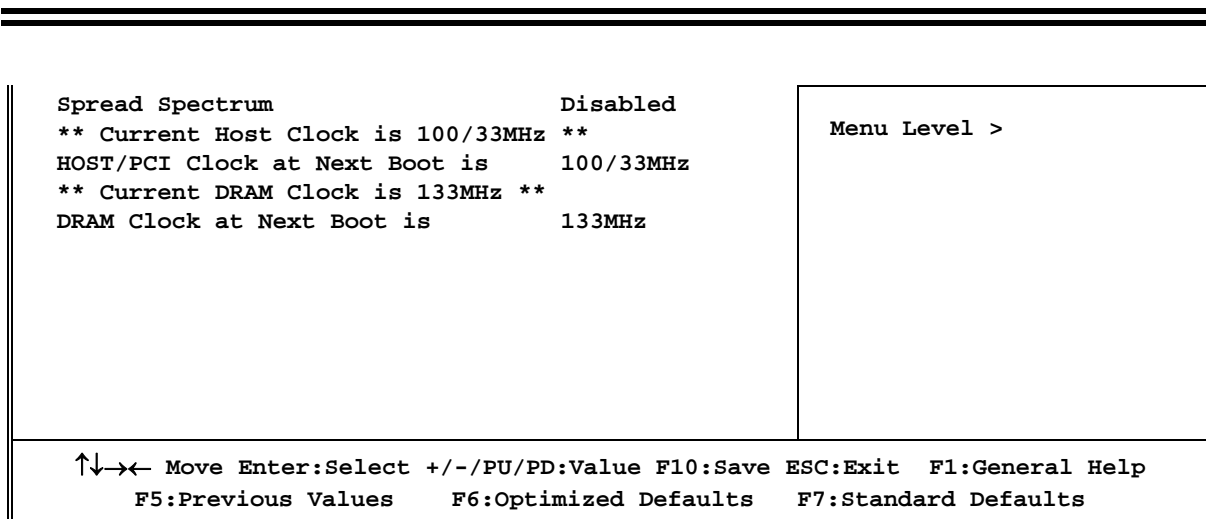 Spread Spectrum Disabled
** Current Host Clock is 100/33MHz **
Menu Level >
HOST/PCI Clock at Next Boot is 100/33MHz
** Current DRAM Clock is 133MHz **
DRAM Clock at Next Boot is 133MHz
↑↓→← Move Enter:Select +/-/PU/PD:Value F10:Save ESC:Exit F1:General Help
F5:Previous Values F6:Optimized Defaults F7:Standard Defaults